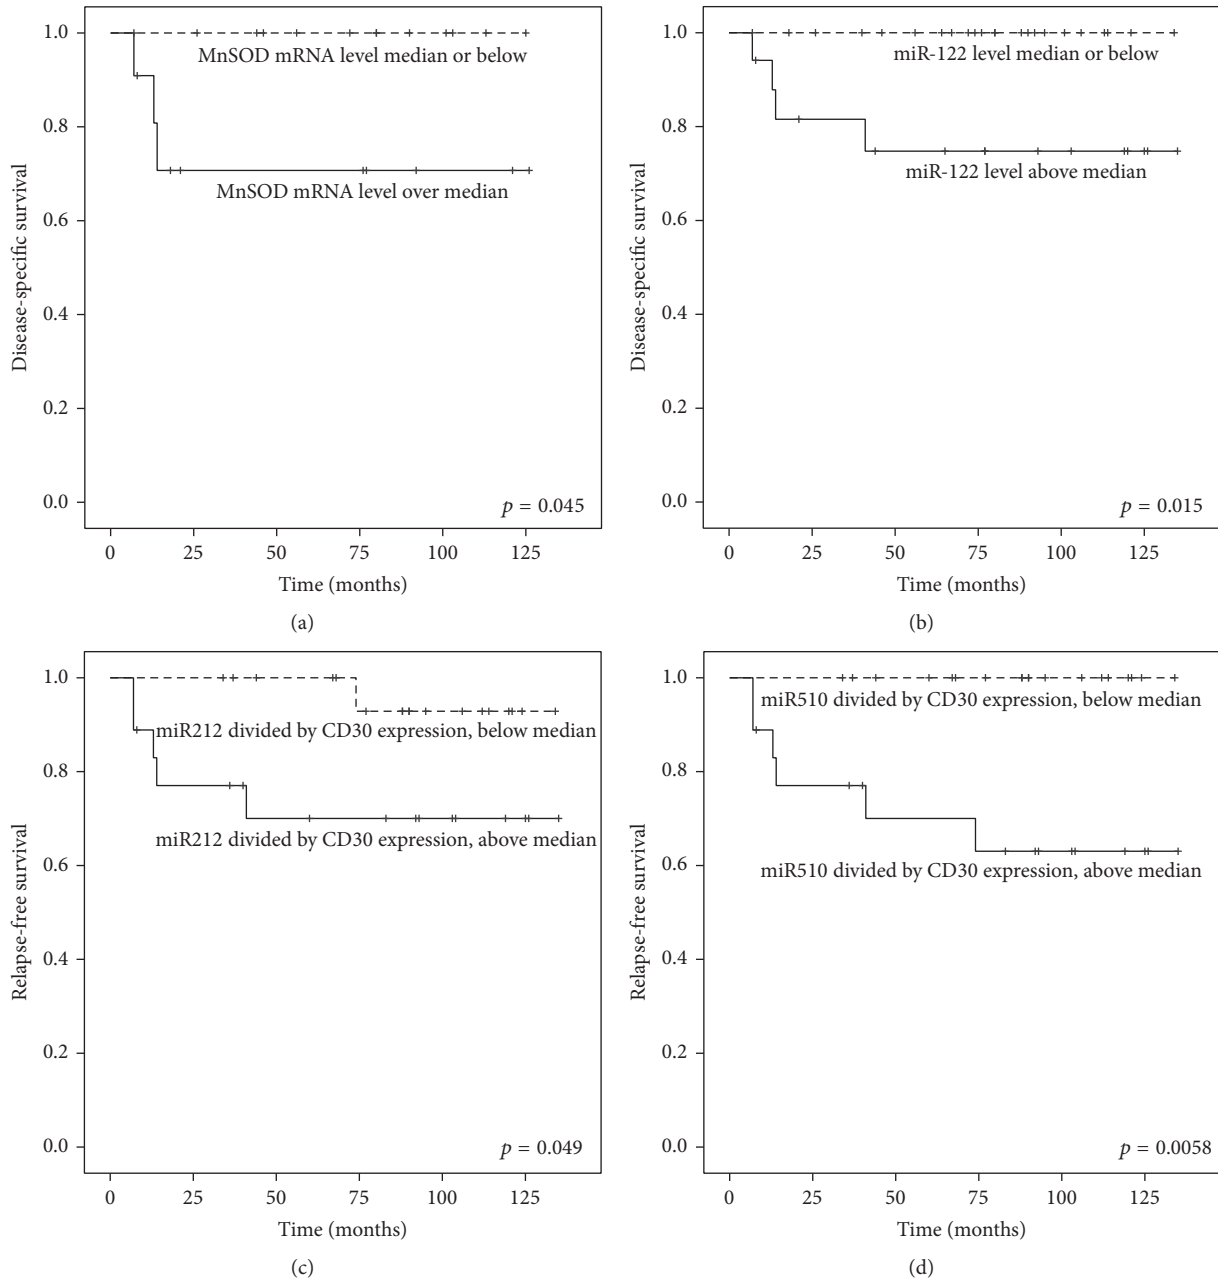 1.0
0.8
0.6
0.4
0.2
0.0
Disease-specific survival
MnSOD mRNA level median or below
MnSOD mRNA level over median
p = 0.045
0 25 50 75 100 125
Time (months)
(a)
1.0
0.8
0.6
0.4
0.2
0.0
Disease-specific survival
miR-122 level median or below
miR-122 level above median
p = 0.015
0 25 50 75 100 125
Time (months)
(b)
1.0
0.8
0.6
0.4
0.2
0.0
Relapse-free survival
miR212 divided by CD30 expression, below median
miR212 divided by CD30 expression, above median
p = 0.049
0 25 50 75 100 125
Time (months)
(c)
1.0
0.8
0.6
0.4
0.2
0.0
Relapse-free survival
miR510 divided by CD30 expression, below median
miR510 divided by CD30 expression, above median
p = 0.0058
0 25 50 75 100 125
Time (months)
(d)